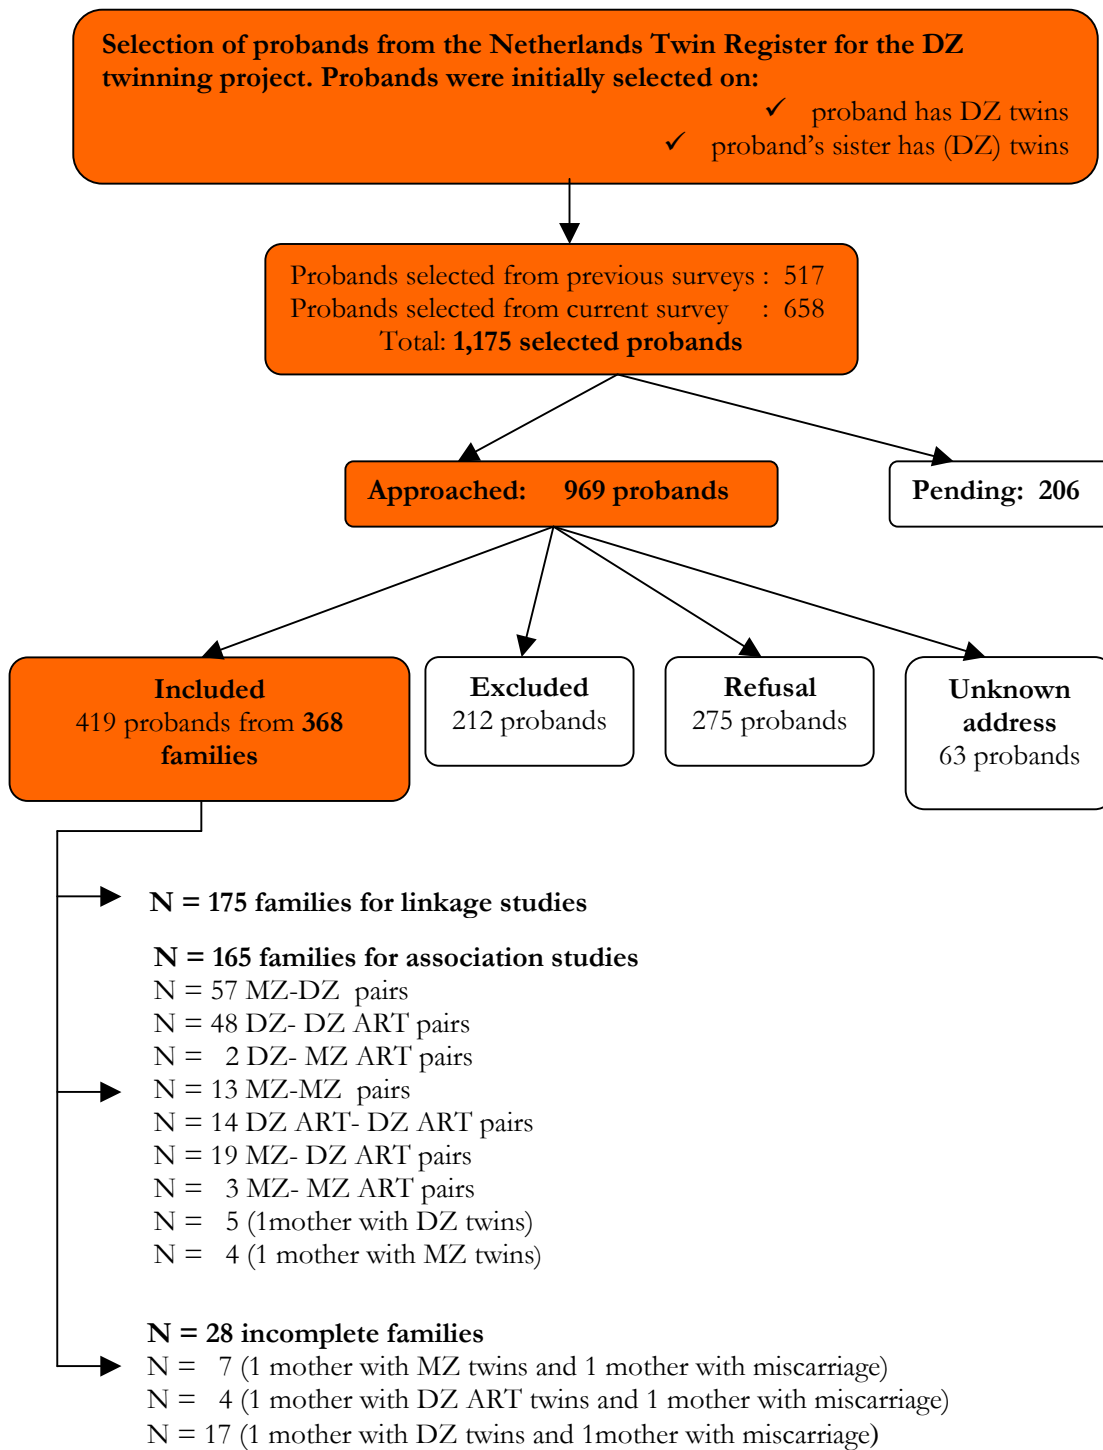 Selection of probands from the Netherlands Twin Register for the DZ
twinning project. Probands were initially selected on:
✓ proband has DZ twins
✓ proband's sister has (DZ) twins
Probands selected from previous surveys : 517
Probands selected from current survey : 658
Total: 1,175 selected probands
Approached: 969 probands
Pending: 206
Included
419 probands from 368
families
Excluded
212 probands
Refusal
275 probands
Unknown
address
63 probands
N = 175 families for linkage studies
N = 165 families for association studies
N = 57 MZ-DZ pairs
N = 48 DZ- DZ ART pairs
N = 2 DZ- MZ ART pairs
N = 13 MZ-MZ pairs
N = 14 DZ ART- DZ ART pairs
N = 19 MZ- DZ ART pairs
N = 3 MZ- MZ ART pairs
N = 5 (1mother with DZ twins)
N = 4 (1 mother with MZ twins)
N = 28 incomplete families
N = 7 (1 mother with MZ twins and 1 mother with miscarriage)
N = 4 (1 mother with DZ ART twins and 1 mother with miscarriage)
N = 17 (1 mother with DZ twins and 1mother with miscarriage)